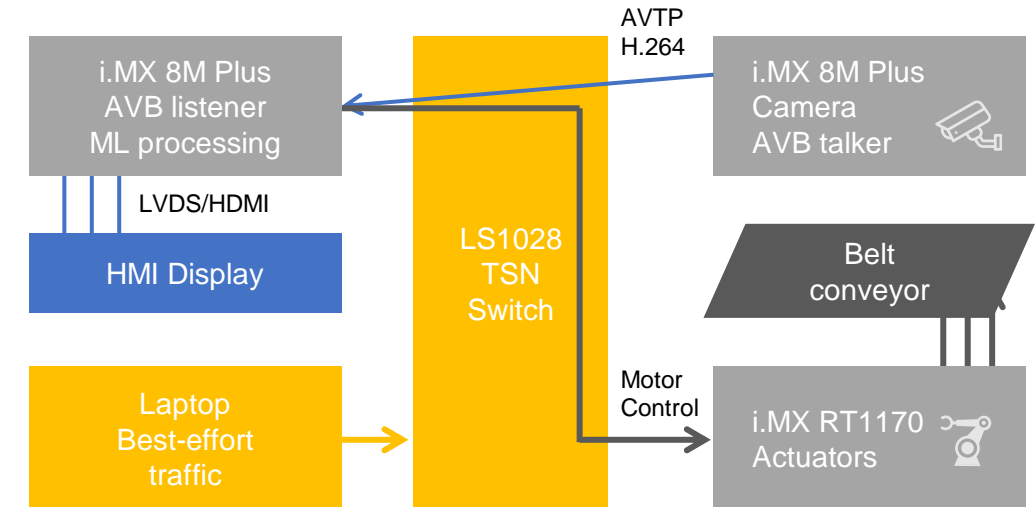 AVTP
H.264
i.MX 8M Plus
AVB listener
ML processing
i.MX 8M Plus
Camera
AVB talker
LVDS/HDMI
HMI Display
LS1028
TSN
Switch
Belt
conveyor
Laptop
Best-effort
traffic
Motor
Control
i.MX RT1170
Actuators